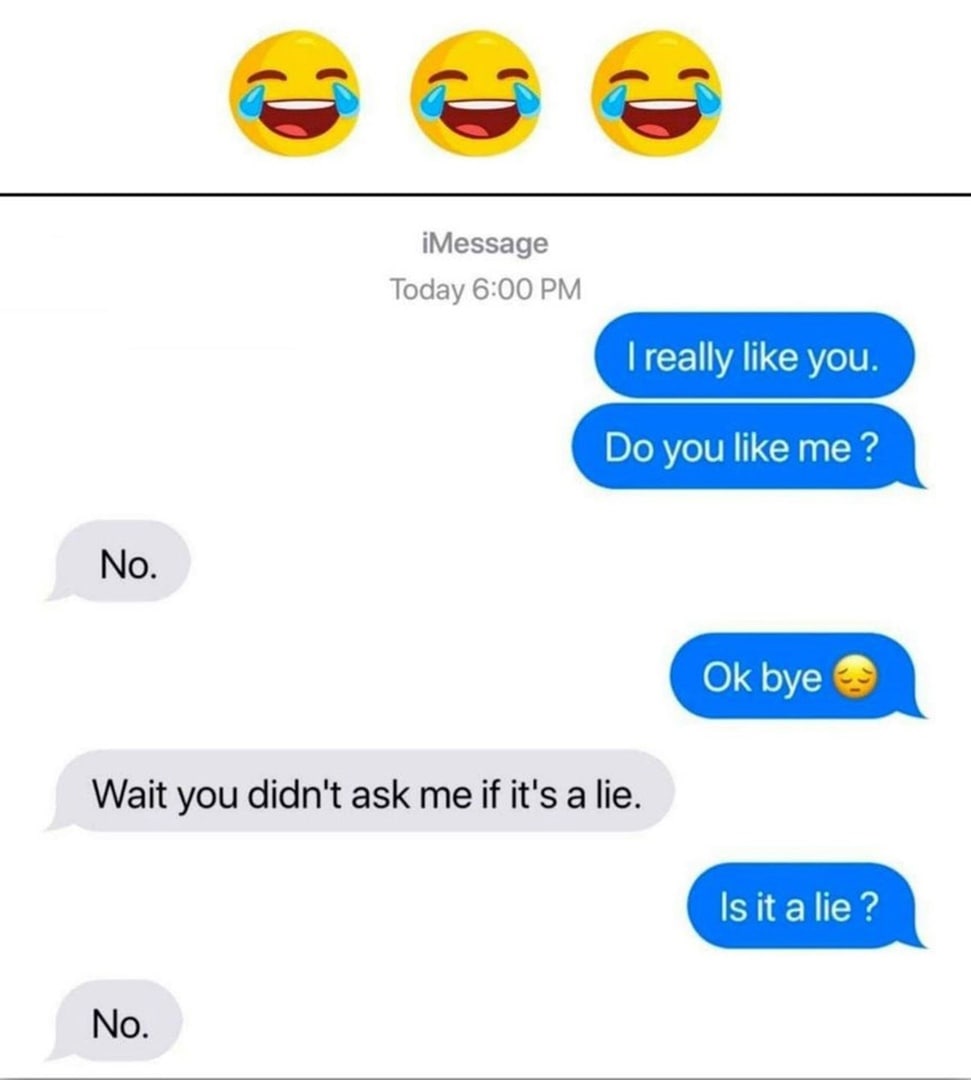 iMessage
Today 6:00 PM
I really like you.
Do you like me ?
No.
Ok bye 😔
Wait you didn't ask me if it's a lie.
Is it a lie ?
No.